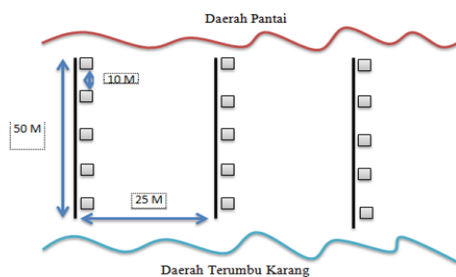 Daerah Pantai
10 M
50 M
25 M
Daerah Terumbu Karang